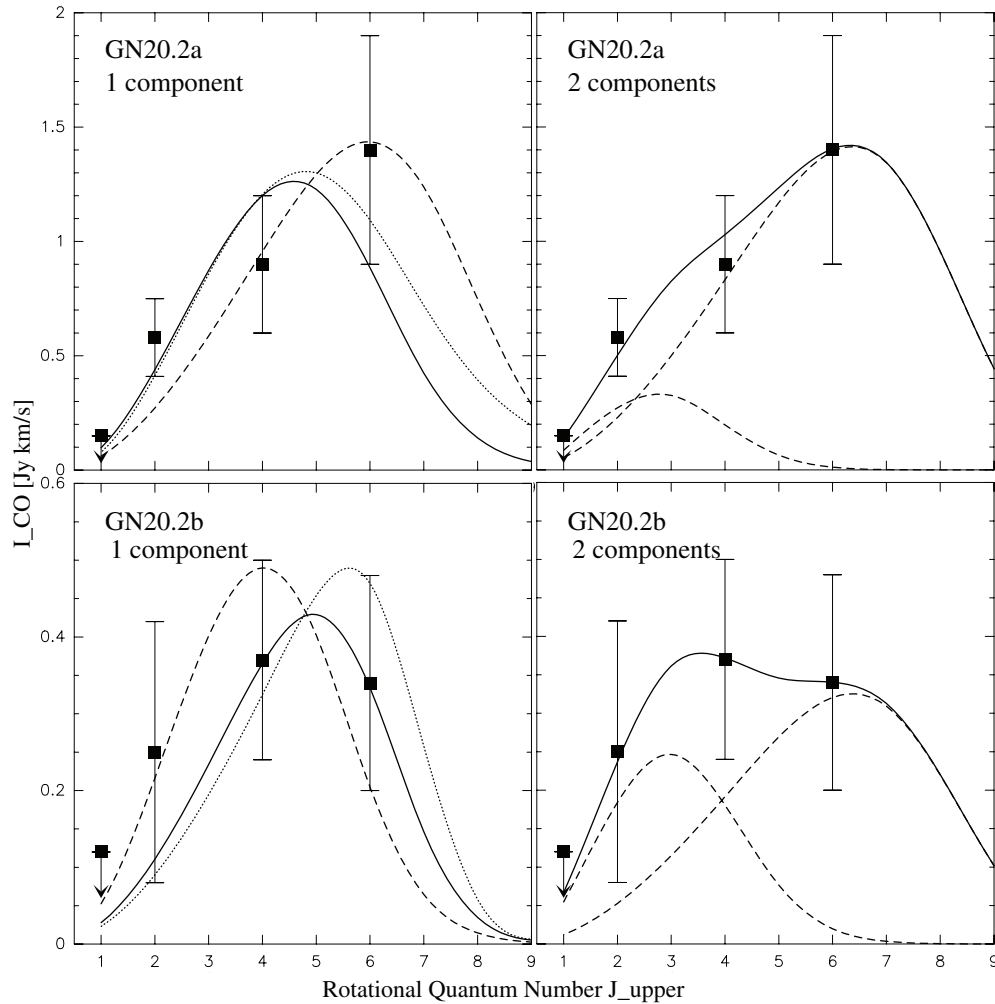 GN20.2a
1 component
GN20.2a
2 components
2
1.5
1
0.5
0
GN20.2b
1 component
GN20.2b
2 components
0.6
0.4
0.2
0
I_CO [Jy km/s]
1 2 3 4 5 6 7 8 9
1 2 3 4 5 6 7 8 9
Rotational Quantum Number J_upper